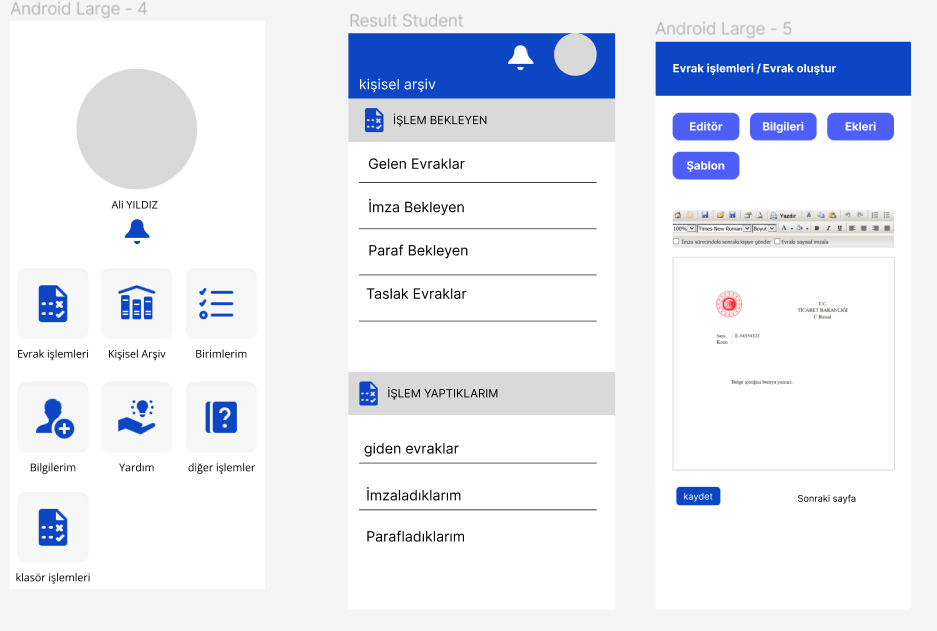 Android Large - 4
Ali YILDIZ
Evrak işlemleri
Kişisel Arşiv
Birimlerim
Bilgilerim
Yardım
diğer işlemler
klasör işlemleri
Result Student
kişisel arşiv
İŞLEM BEKLEYEN
Gelen Evraklar
İmza Bekleyen
Paraf Bekleyen
Taslak Evraklar
İŞLEM YAPTIKLARIM
giden evraklar
İmzaladıklarım
Parafladıklarım
Android Large - 5
Evrak işlemleri / Evrak oluştur
Editör
Bilgileri
Ekleri
Şablon
Yazdır
100% Times New Roman Boyut
İmza sürecindeki sonraki kişiye gönder Evrakı sayısal imzala
T.C.
TİCARET BAKANLIĞI
C Birimi
Sayı :
Konu :
Belge içeriğini buraya yazınız.
kaydet
Sonraki sayfa